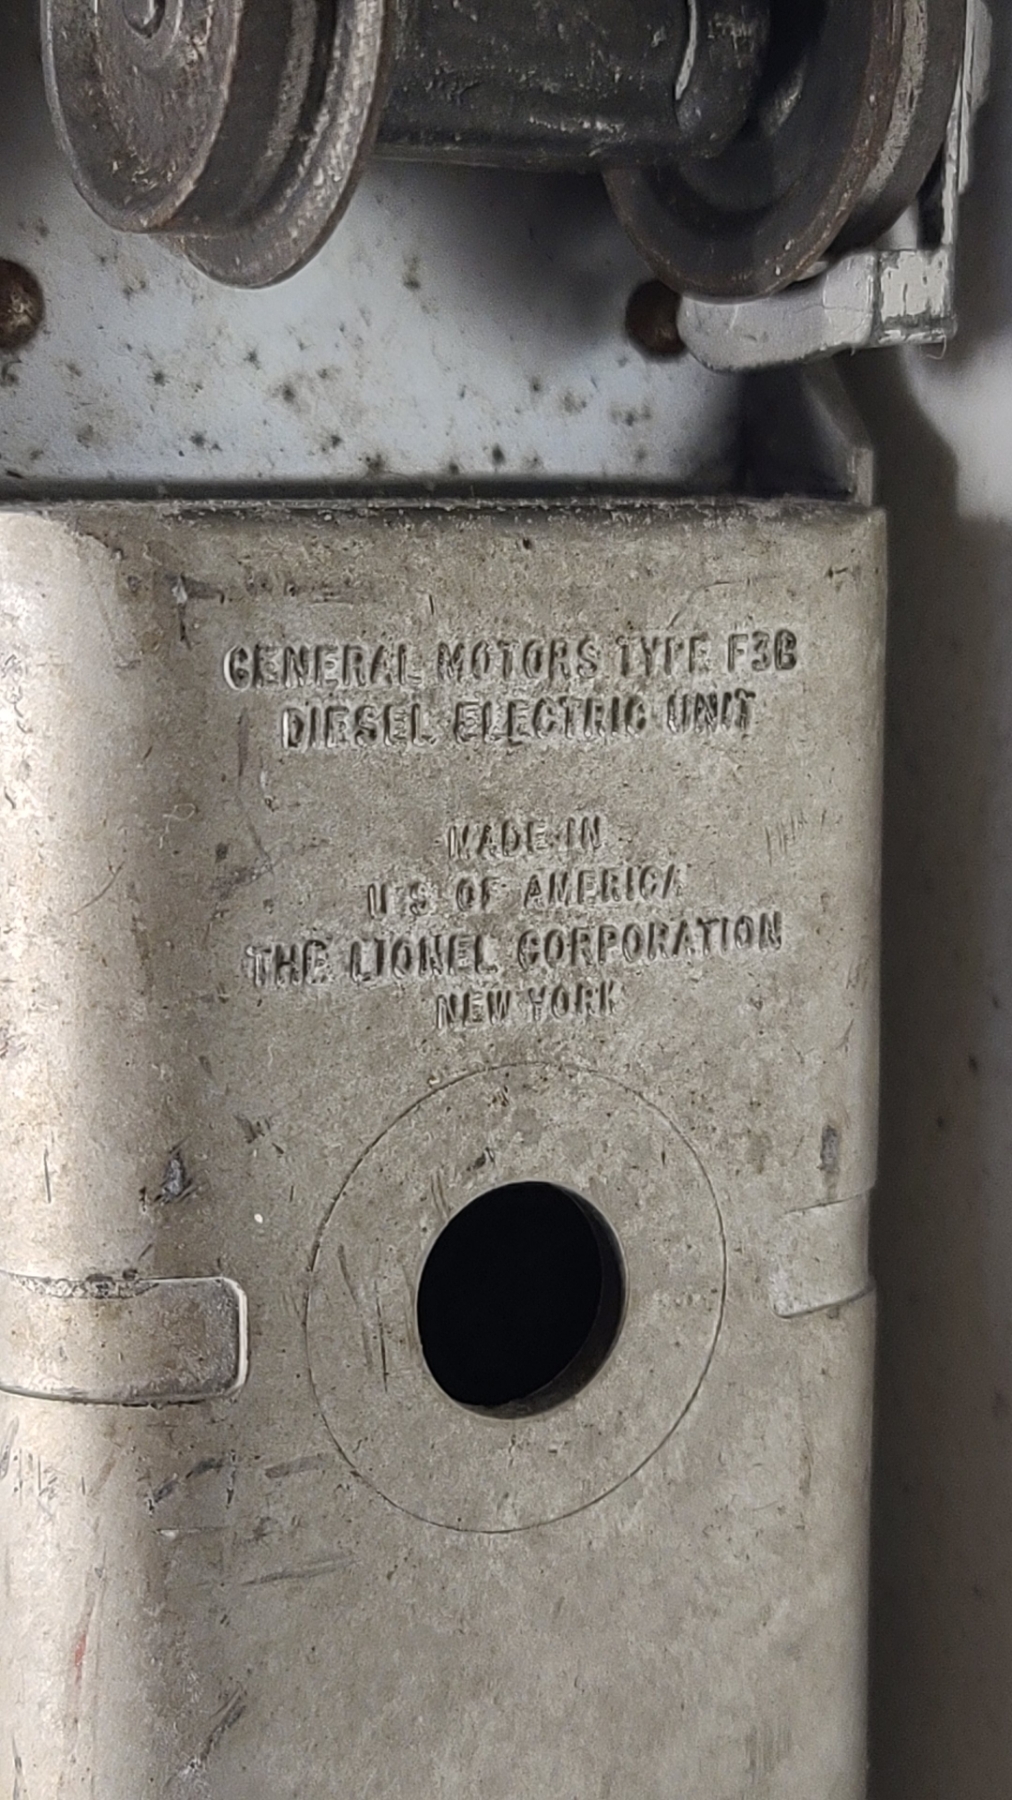 GENERAL MOTORS TYPE F3B
DIESEL ELECTRIC UNIT
MADE IN
U S OF AMERICA
THE LIONEL CORPORATION
NEW YORK